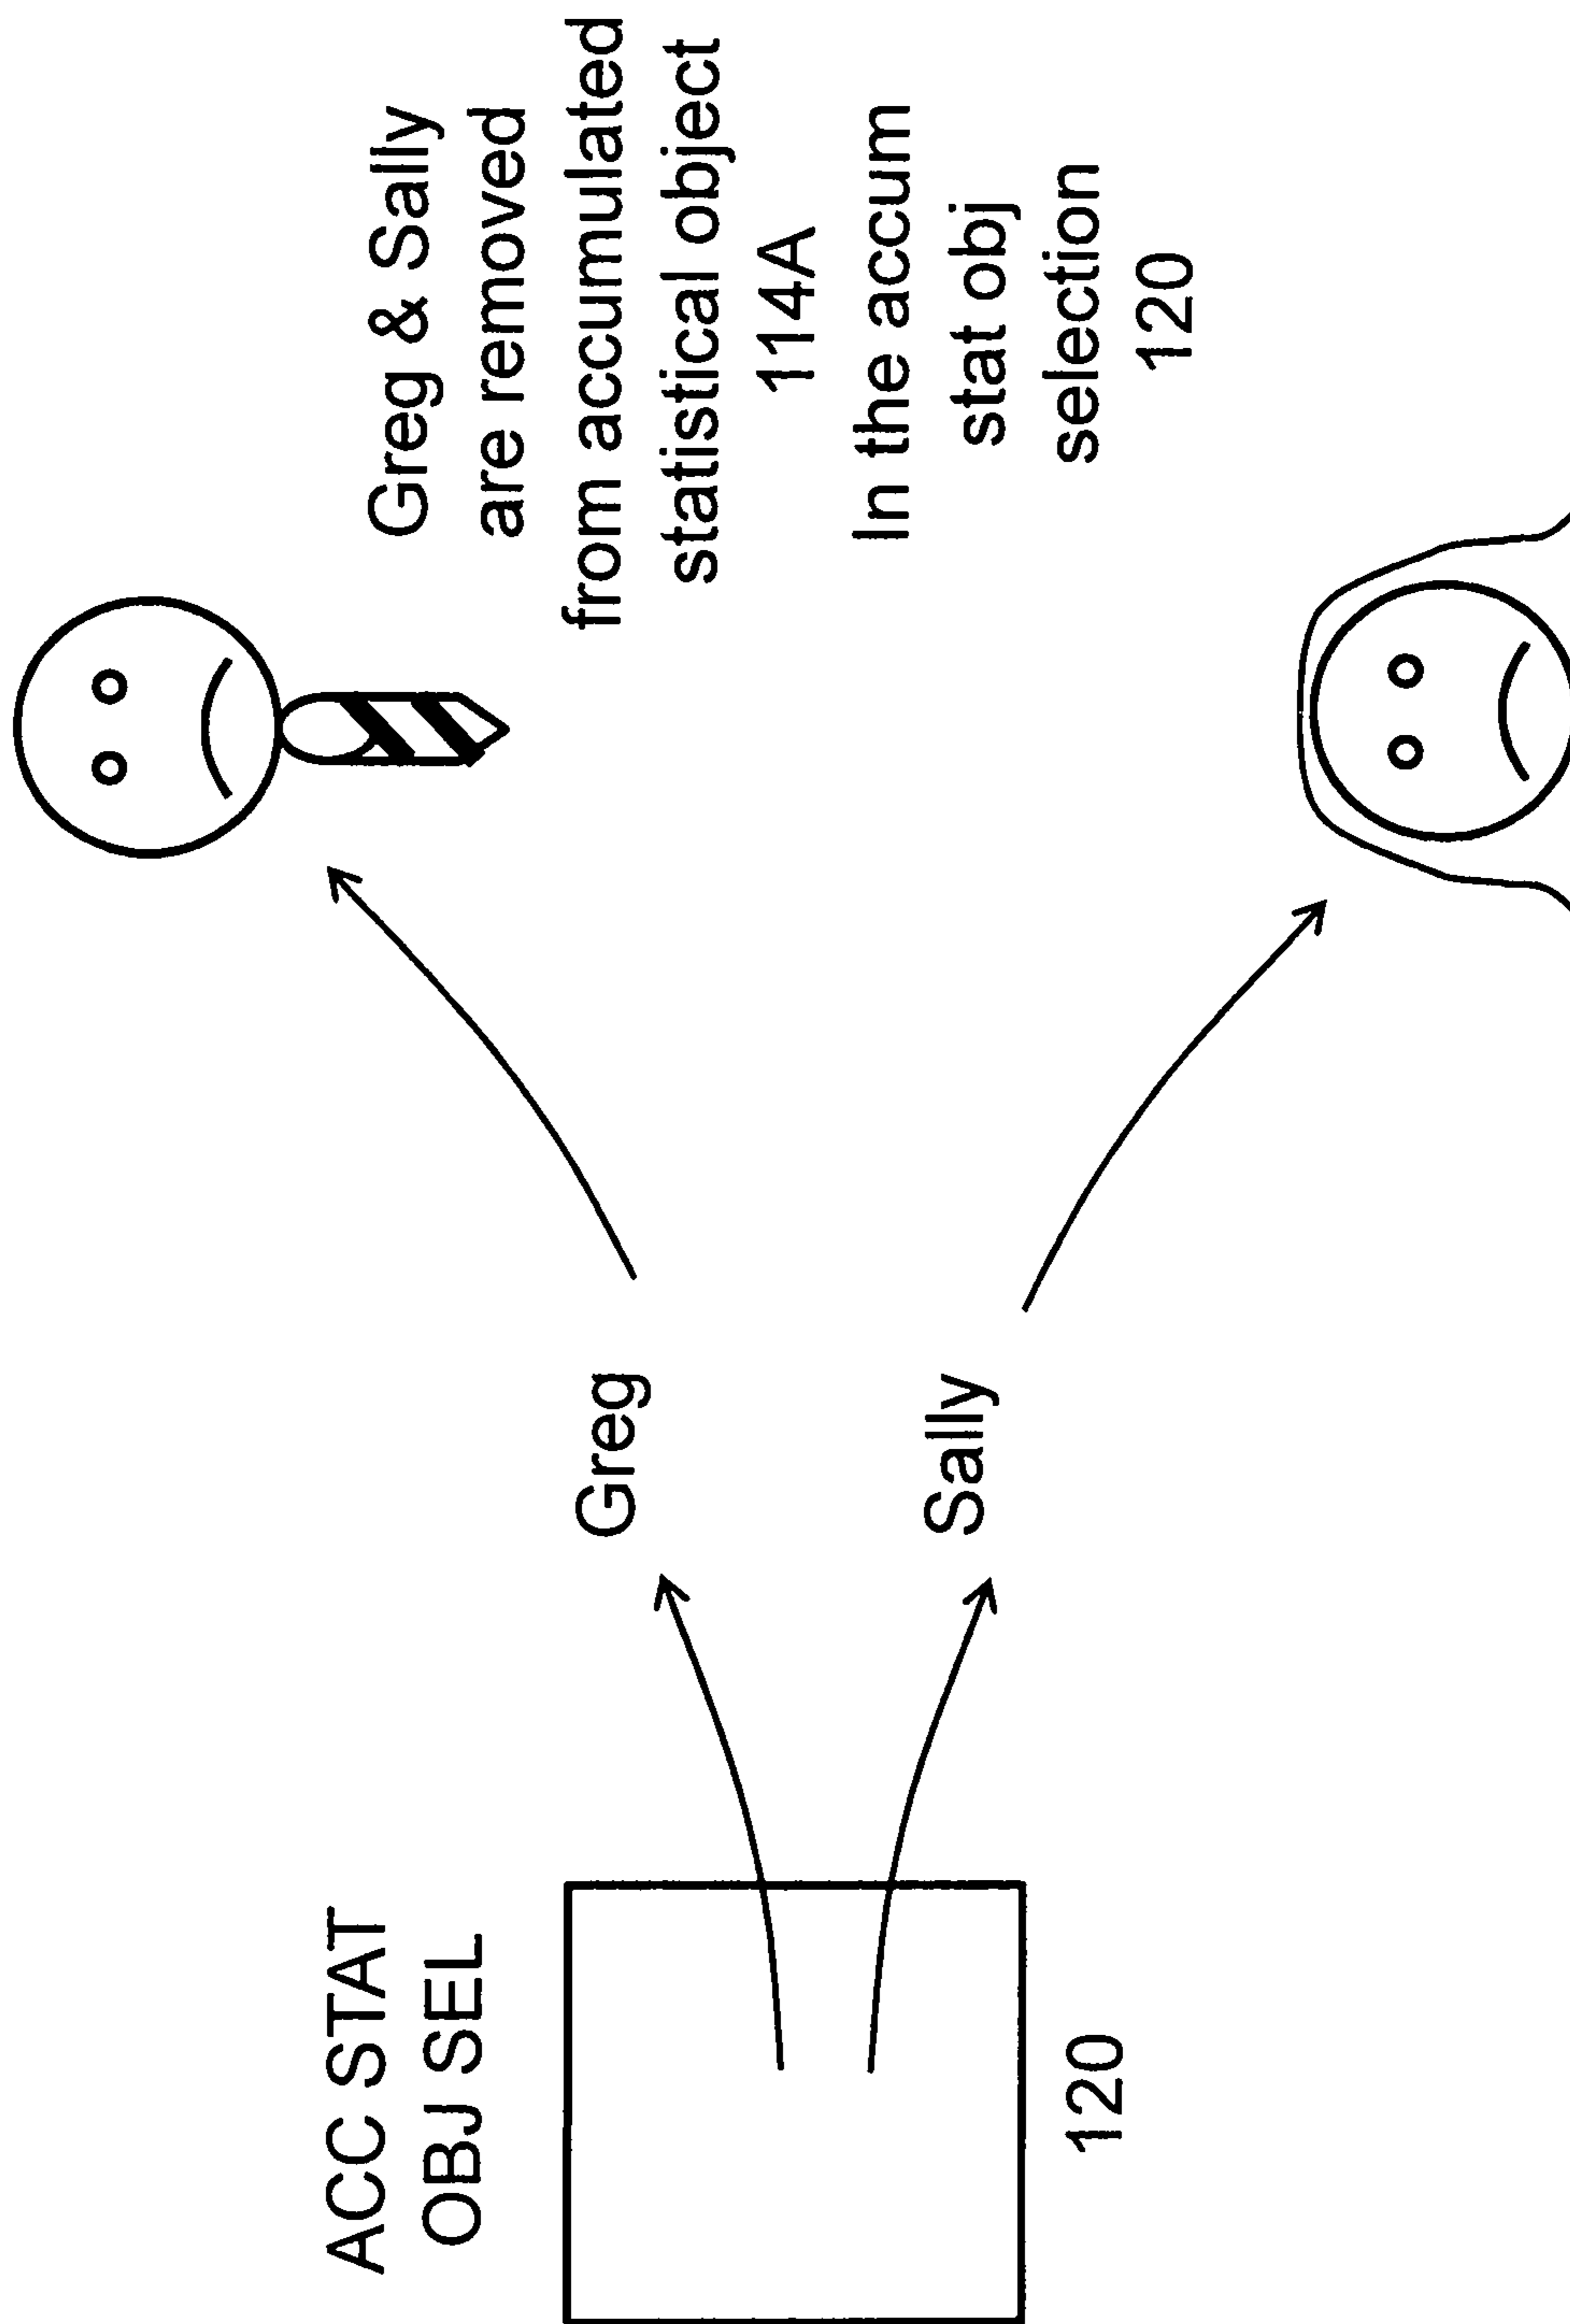 ACC STAT
OBJ SEL
120
Greg
Sally
Greg & Sally
are removed
from accumulated
statistical object
114A
In the accum
stat obj
selection
120